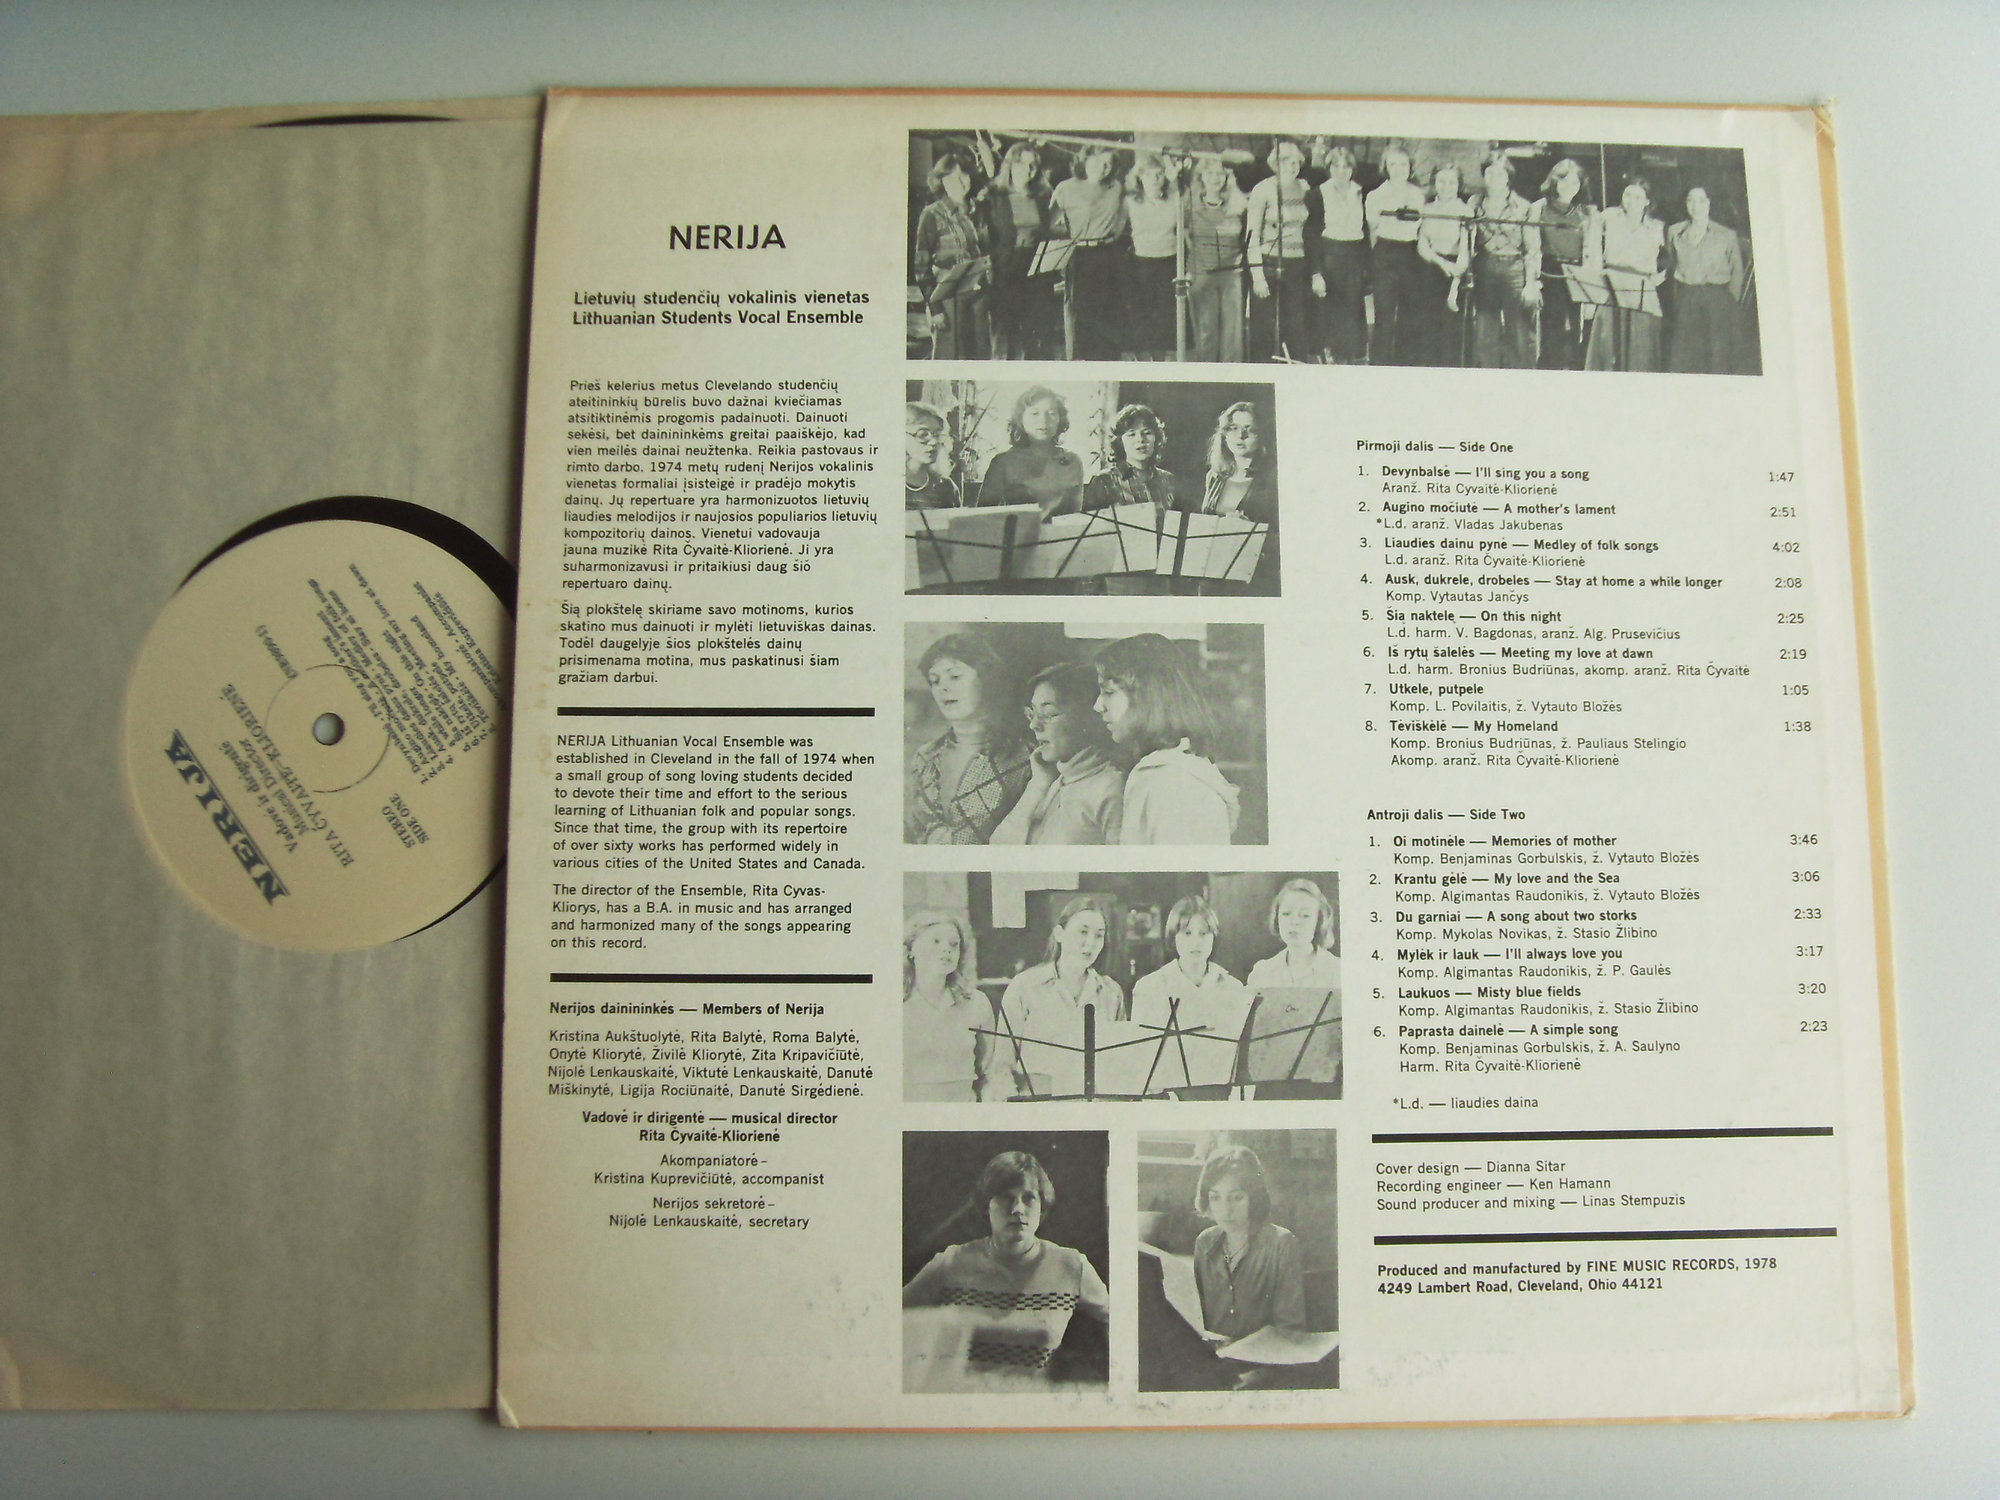 NERIJA
Lietuvių studenčių vokalinis vienetas
Lithuanian Students Vocal Ensemble
Prieš kelerius metus Clevelando studenčių
ateitininkių būrelis buvo dažnai kviečiamas
atsitiktinėmis progomis padainuoti. Dainuoti
sekėsi, bet dainininkėms greitai paaiškėjo, kad
vien meilės dainai neužtenka. Reikia pastovaus ir
rimto darbo. 1974 metų rudenį Nerijos vokalinis
vienetas formaliai įsisteigė ir pradėjo mokytis
dainų. Jų repertuare yra harmonizuotos lietuvių
liaudies melodijos ir naujosios populiarios lietuvių
kompozitorių dainos. Vienetui vadovauja
jauna muzikė Rita Čyvaitė-Kliorienė. Ji yra
suharmonizavusi ir pritaikiusi daug šio
repertuaro dainų.
Šią plokštelę skiriame savo motinoms, kurios
skatino mus dainuoti ir mylėti lietuviškas dainas.
Todėl daugelyje šios plokštelės dainų
prisimenama motina, mus paskatinusi šiam
gražiam darbui.
NERIJA Lithuanian Vocal Ensemble was
established in Cleveland in the fall of 1974 when
a small group of song loving students decided
to devote their time and effort to the serious
learning of Lithuanian folk and popular songs.
Since that time, the group with its repertoire
of over sixty works has performed widely in
various cities of the United States and Canada.
The director of the Ensemble, Rita Cyvas-
Kliorys, has a B.A. in music and has arranged
and harmonized many of the songs appearing
on this record.
Nerijos dainininkės — Members of Nerija
Kristina Aukštuolytė, Rita Balytė, Roma Balytė,
Onytė Kliorytė, Živilė Kliorytė, Zita Kripavičiūtė,
Nijolė Lenkauskaitė, Viktutė Lenkauskaitė, Danutė
Miškinytė, Ligija Rociūnaitė, Danutė Sirgėdienė.
Vadovė ir dirigentė — musical director
Rita Čyvaitė-Kliorienė
Akompaniatorė –
Kristina Kuprevičiūtė, accompanist
Nerijos sekretorė –
Nijolė Lenkauskaitė, secretary
Pirmoji dalis — Side One
1. Devynbalsė — I'll sing you a song 1:47
Aranž. Rita Cyvaitė-Kliorienė
2. Augino močiutė — A mother's lament 2:51
*L.d. aranž. Vladas Jakubenas
3. Liaudies dainu pynė — Medley of folk songs 4:02
L.d. aranž. Rita Čyvaitė-Kliorienė
4. Ausk, dukrele, drobeles — Stay at home a while longer 2:08
Komp. Vytautas Jančys
5. Šią naktelę — On this night 2:25
L.d. harm. V. Bagdonas, aranž. Alg. Prusevičius
6. Iš rytų šalelės — Meeting my love at dawn 2:19
L.d. harm. Bronius Budriūnas, akomp. aranž. Rita Čyvaitė
7. Utkele, putpele 1:05
Komp. L. Povilaitis, ž. Vytauto Bložės
8. Tėviškėlė — My Homeland 1:38
Komp. Bronius Budriūnas, ž. Pauliaus Stelingio
Akomp. aranž. Rita Čyvaitė-Kliorienė
Antroji dalis — Side Two
1. Oi motinėle — Memories of mother 3:46
Komp. Benjaminas Gorbulskis, ž. Vytauto Bložės
2. Krantu gėlė — My love and the Sea 3:06
Komp. Algimantas Raudonikis, ž. Vytauto Bložės
3. Du garniai — A song about two storks 2:33
Komp. Mykolas Novikas, ž. Stasio Žlibino
4. Mylėk ir lauk — I'll always love you 3:17
Komp. Algimantas Raudonikis, ž. P. Gaulės
5. Laukuos — Misty blue fields 3:20
Komp. Algimantas Raudonikis, ž. Stasio Žlibino
6. Paprasta dainelė — A simple song 2:23
Komp. Benjaminas Gorbulskis, ž. A. Saulyno
Harm. Rita Čyvaitė-Kliorienė
*L.d. — liaudies daina
Cover design — Dianna Sitar
Recording engineer — Ken Hamann
Sound producer and mixing — Linas Stempuzis
Produced and manufactured by FINE MUSIC RECORDS, 1978
4249 Lambert Road, Cleveland, Ohio 44121
NERIJA
Vadovė ir dirigentė
Musical Director
RITA ČYVAITĖ-KLIORIENĖ
STEREO
SIDE ONE